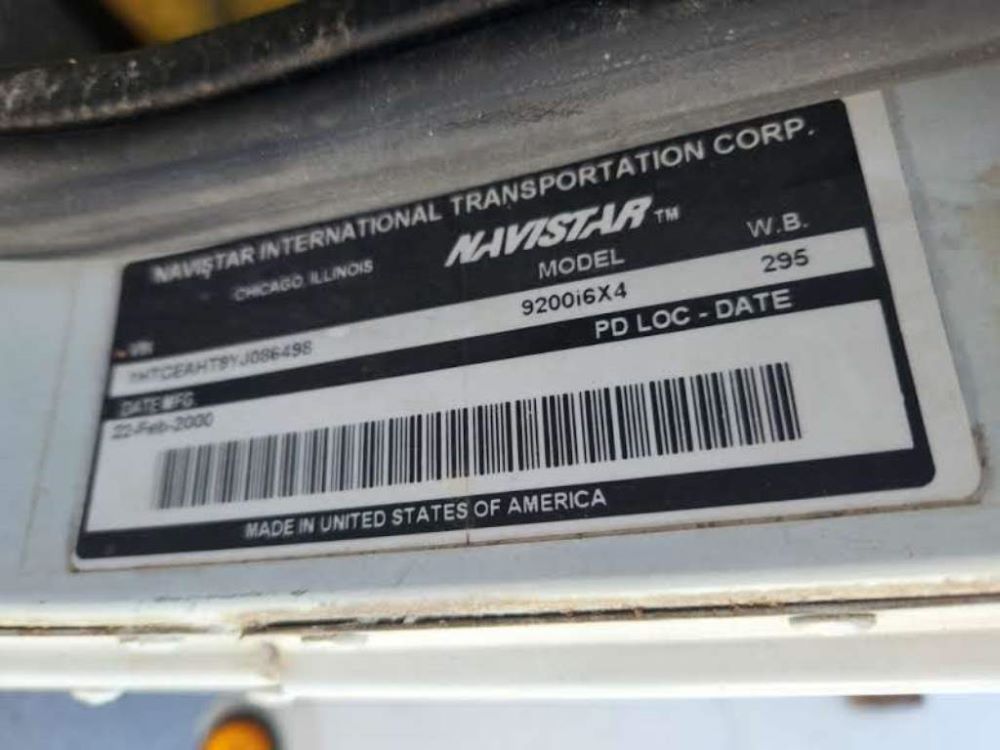 NAVISTAR INTERNATIONAL TRANSPORTATION CORP.
CHICAGO, ILLINOIS
NAVISTAR™
VIN MODEL W.B.
9200i6X4 295
DATE MFG. PD LOC - DATE
22-Feb-2000
MADE IN UNITED STATES OF AMERICA